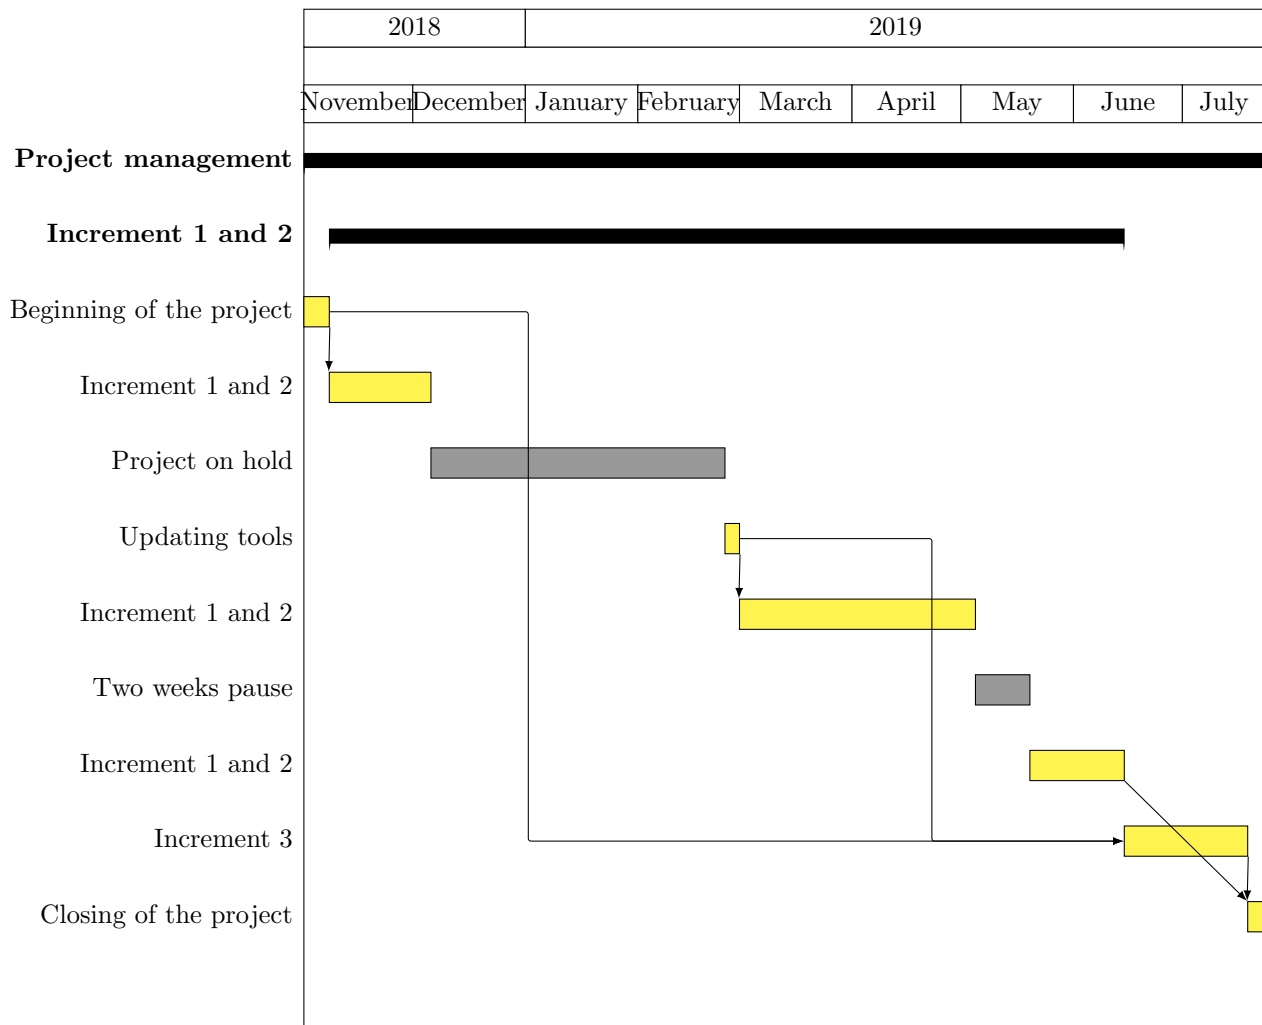 2018 2019
November December January February March April May June July
Project management
Increment 1 and 2
Beginning of the project
Increment 1 and 2
Project on hold
Updating tools
Increment 1 and 2
Two weeks pause
Increment 1 and 2
Increment 3
Closing of the project